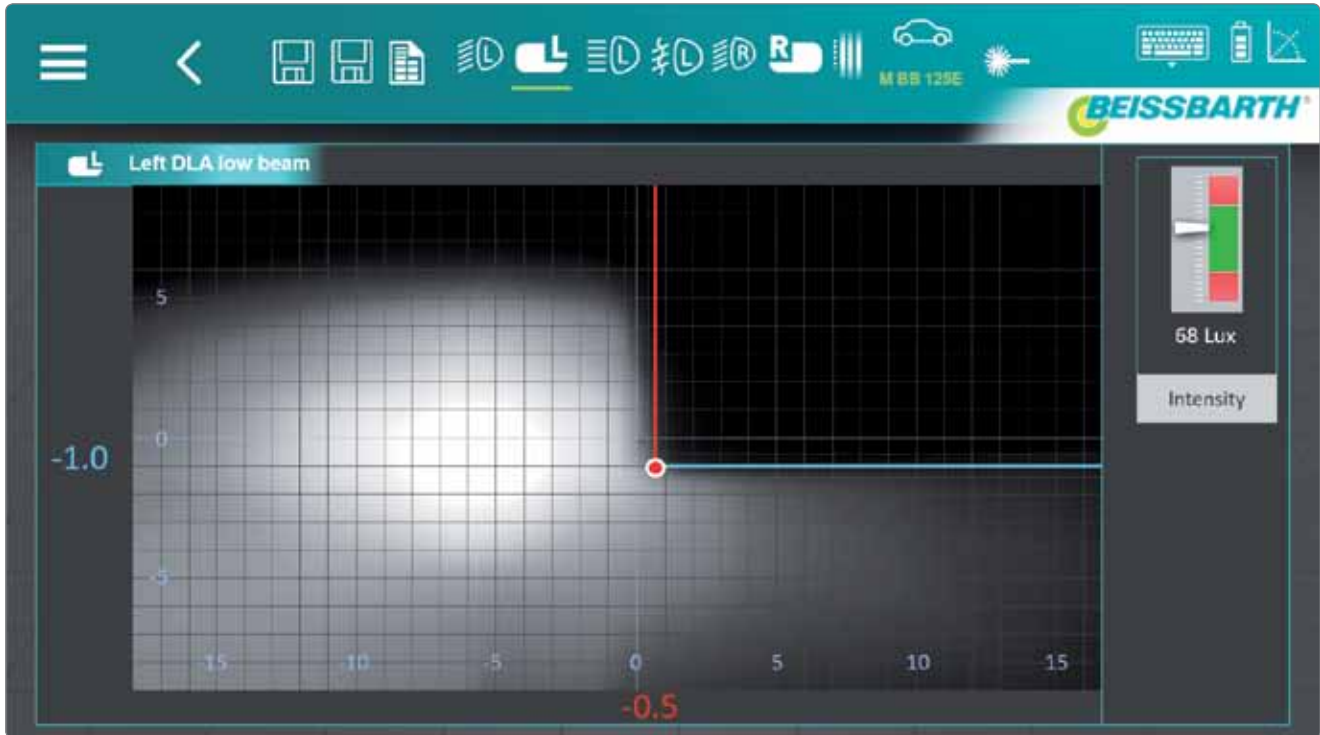 L L L L R R
M BB 125E
BEISSBARTH
L Left DLA low beam
5
68 Lux
Intensity
0
-1.0
-5
-15 -10 -5 0 5 10 15
-0.5